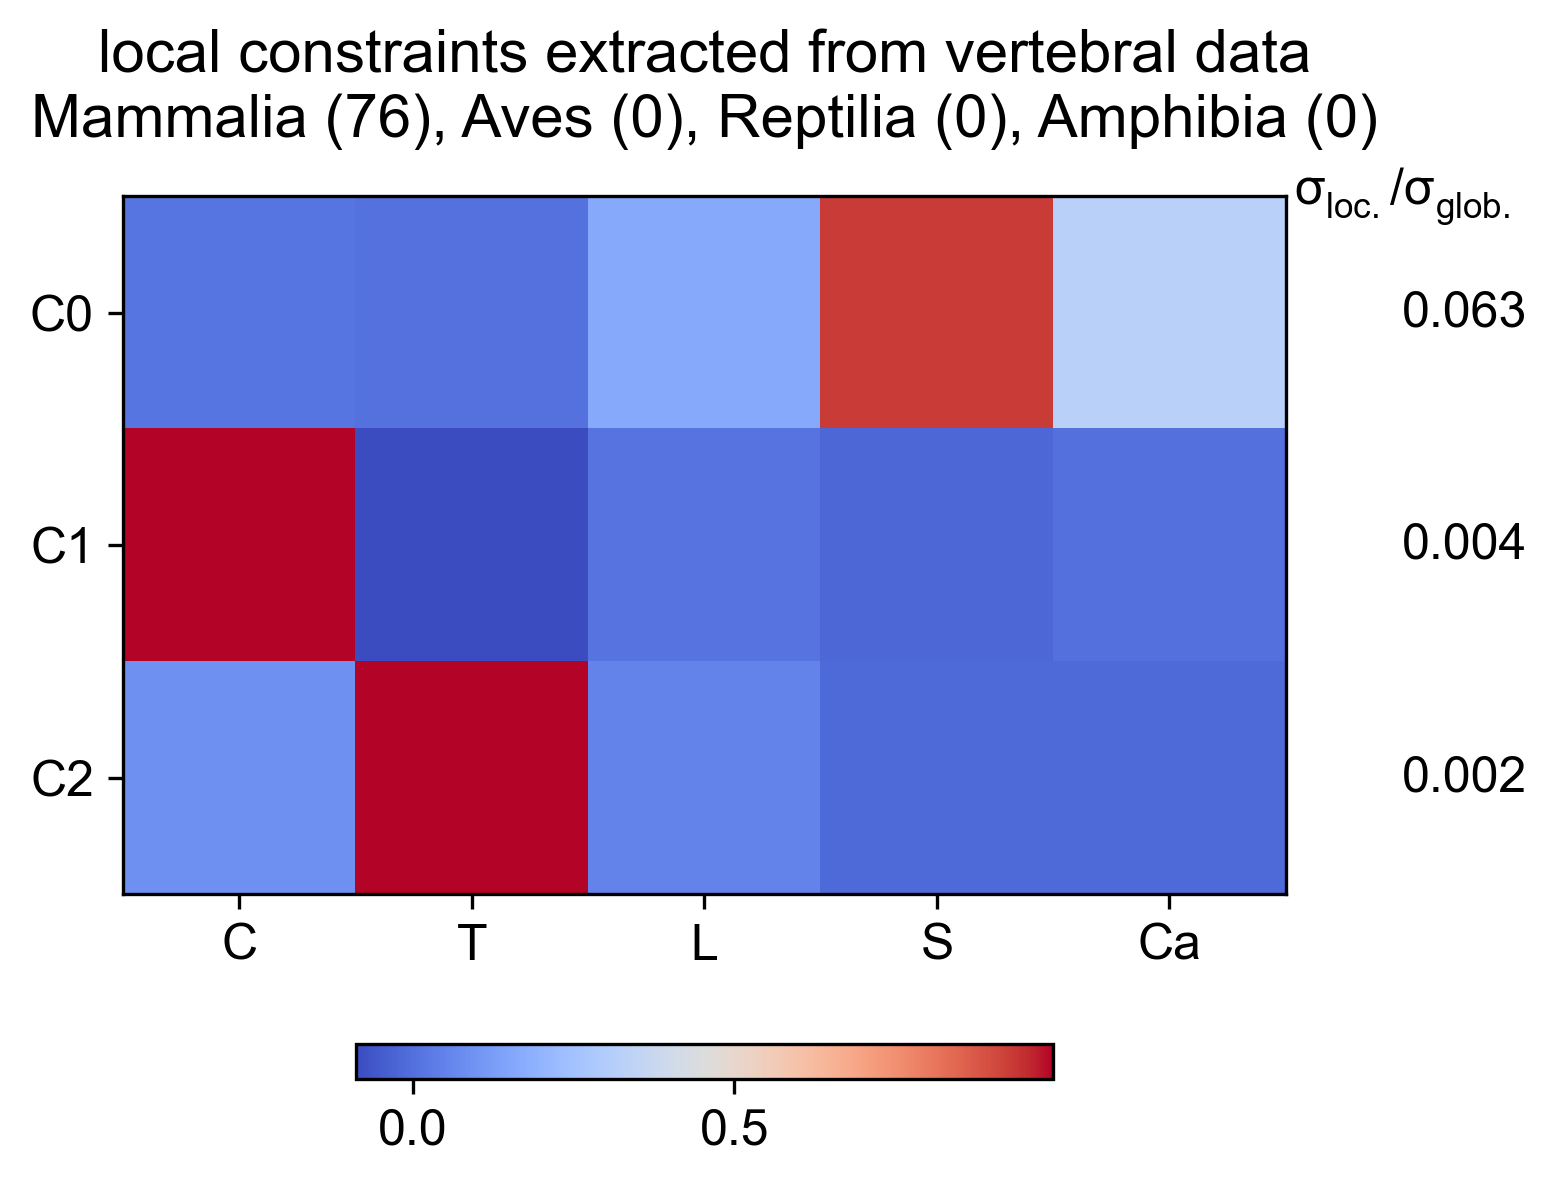 local constraints extracted from vertebral data
Mammalia (76), Aves (0), Reptilia (0), Amphibia (0)
σloc. /σglob.
C0 0.063
C1 0.004
C2 0.002
C T L S Ca
0.0 0.5